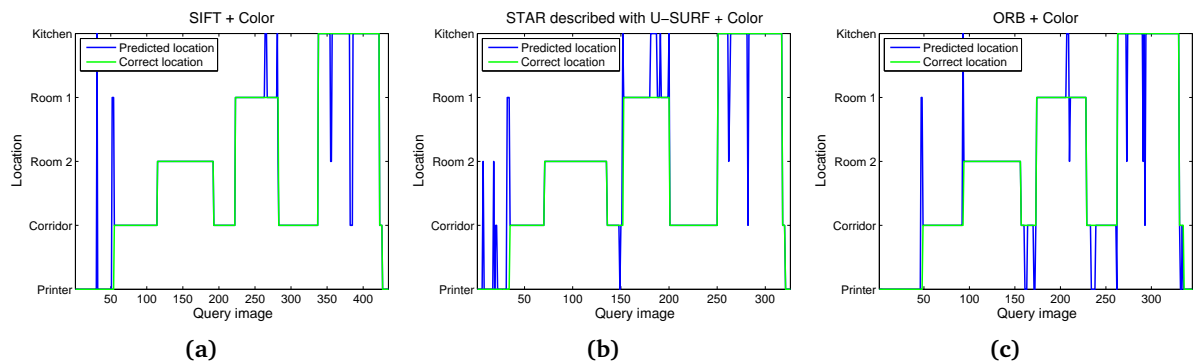 SIFT + Color
Kitchen
Room 1
Room 2
Corridor
Printer
Location
Predicted location
Correct location
50 100 150 200 250 300 350 400
Query image
(a)
STAR described with U−SURF + Color
Kitchen
Room 1
Room 2
Corridor
Printer
Location
Predicted location
Correct location
50 100 150 200 250 300
Query image
(b)
ORB + Color
Kitchen
Room 1
Room 2
Corridor
Printer
Location
Predicted location
Correct location
50 100 150 200 250 300
Query image
(c)